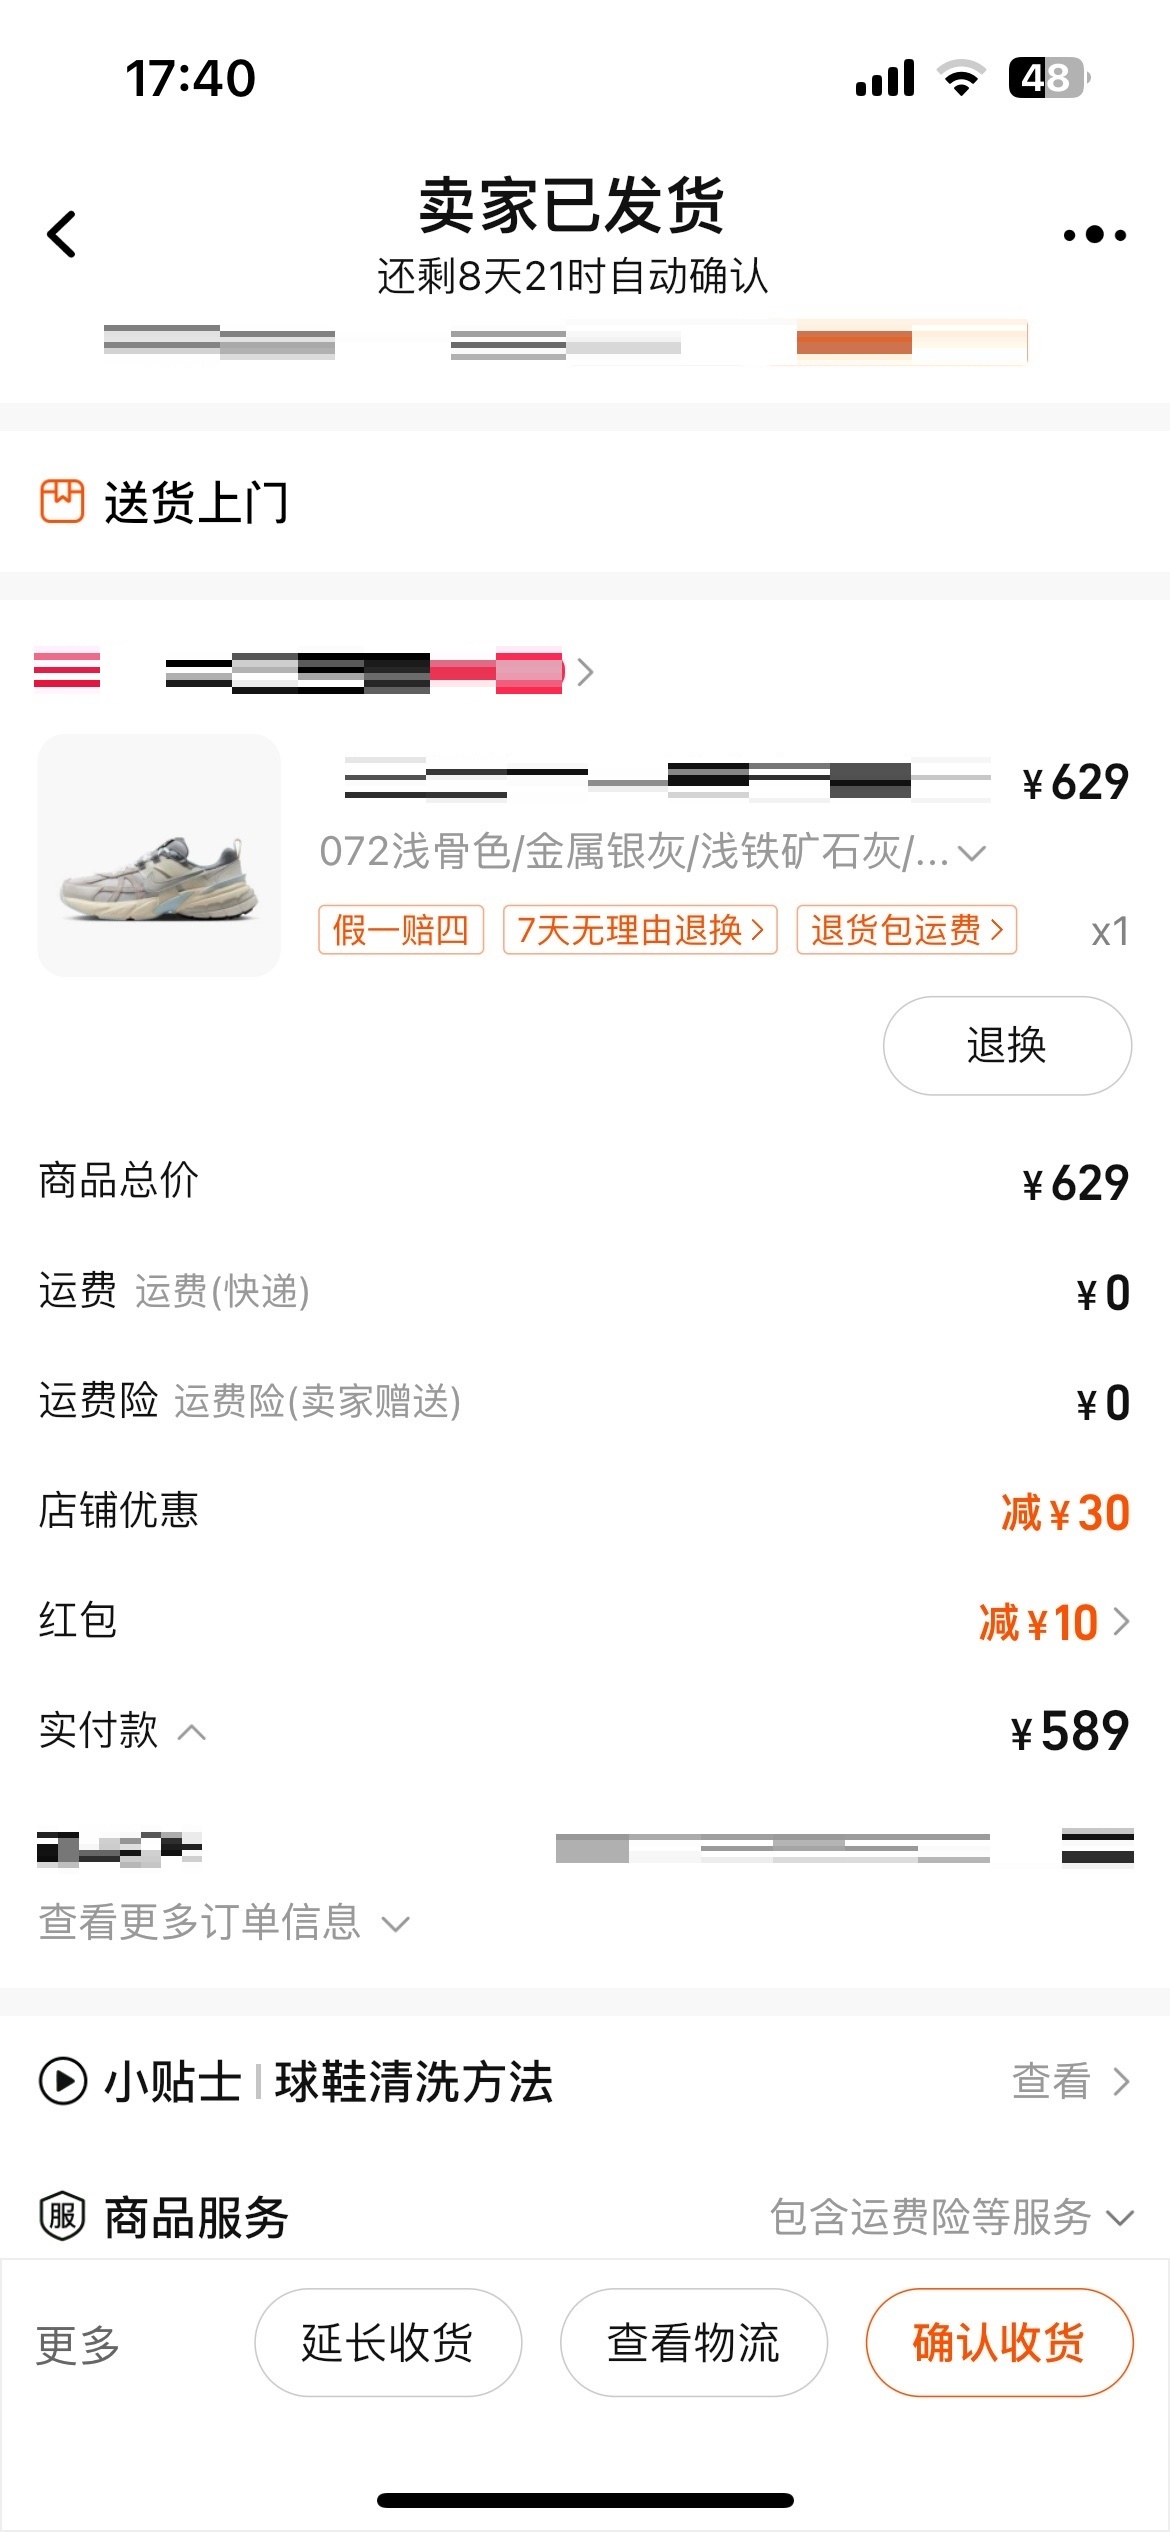 17:40
48
卖家已发货
还剩8天21时自动确认
送货上门
¥629
072浅骨色/金属银灰/浅铁矿石灰/...
假一赔四 7天无理由退换 退货包运费 x1
退换
商品总价 ¥629
运费 运费(快递) ¥0
运费险 运费险(卖家赠送) ¥0
店铺优惠 减¥30
红包 减¥10
实付款 ¥589
查看更多订单信息
小贴士 球鞋清洗方法 查看
服 商品服务 包含运费险等服务
更多 延长收货 查看物流 确认收货